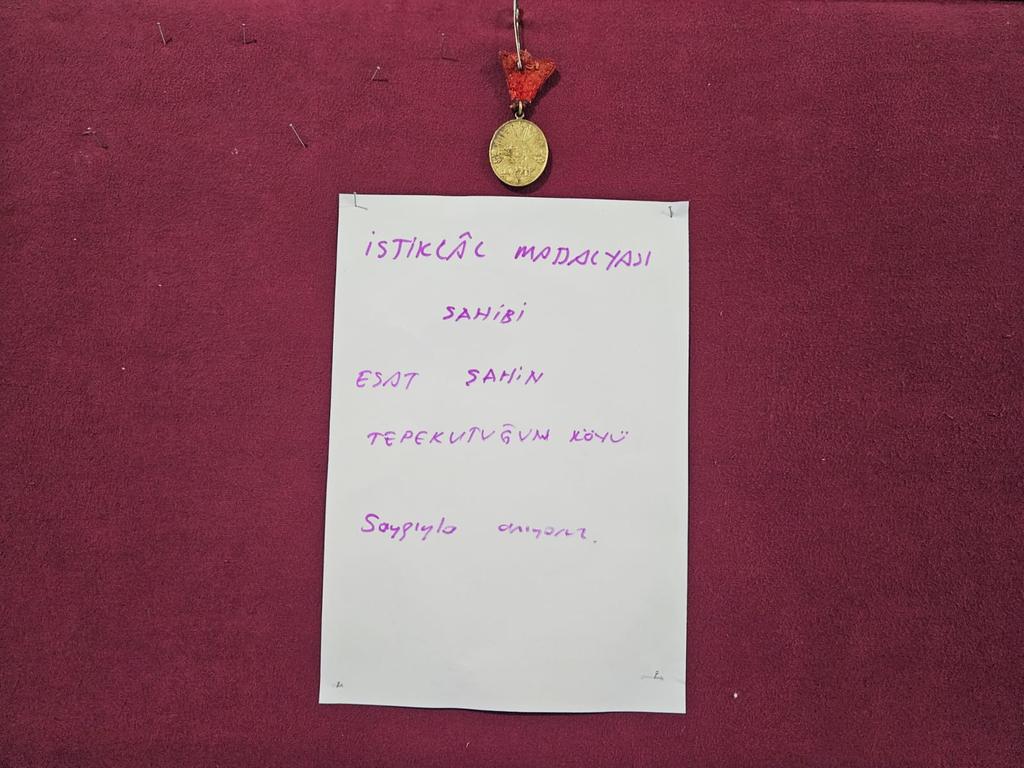 İSTİKLÂL MADALYASI
SAHİBİ
ESAT ŞAHİN
TEPEKUTUĞUN KÖYÜ
Saygıyla anıyoruz.